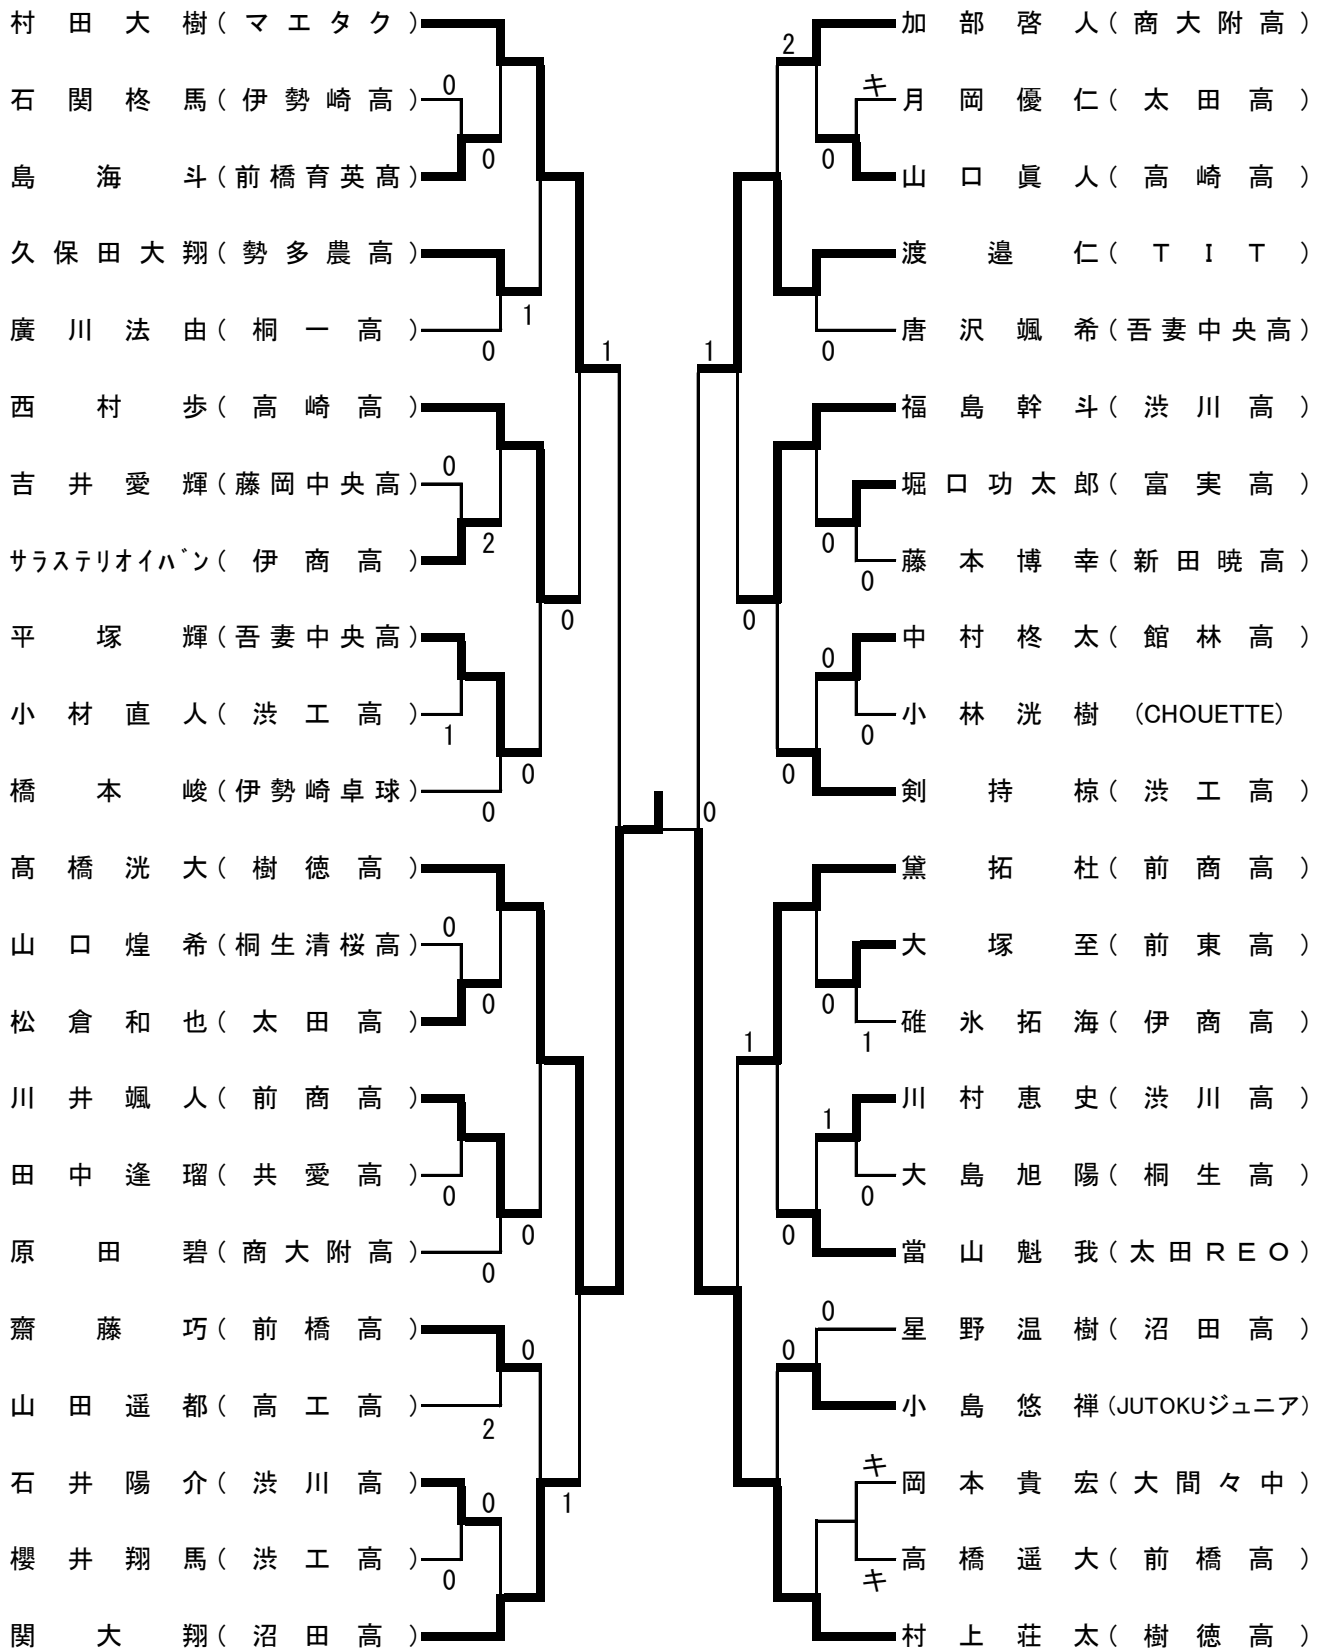 村田大樹(マエタク)
石関柊馬(伊勢崎高)
0
島海斗(前橋育英髙)
0
久保田大翔(勢多農高)
1
廣川法由(桐一高)
0
1
西村歩(高崎高)
吉井愛輝(藤岡中央高)
0
サラステリオイバン(伊商高)
2
0
平塚輝(吾妻中央高)
小材直人(渋工高)
1
0
橋本峻(伊勢崎卓球)
0
髙橋洸大(樹徳高)
山口煌希(桐生清桜高)
0
松倉和也(太田高)
0
川井颯人(前商高)
田中逢瑠(共愛高)
0
0
原田碧(商大附高)
0
齋藤巧(前橋高)
0
山田遥都(高工高)
2
石井陽介(渋川高)
0
1
櫻井翔馬(渋工高)
0
関大翔(沼田高)
加部啓人(商大附高)
2
月岡優仁(太田高)
キ
山口眞人(高崎高)
0
渡邉仁(TIT)
唐沢颯希(吾妻中央高)
0
1
福島幹斗(渋川高)
堀口功太郎(富実高)
0
藤本博幸(新田暁高)
0
0
中村柊太(館林高)
0
小林洸樹(CHOUETTE)
0
0
剣持椋(渋工高)
0
黛拓杜(前商高)
大塚至(前東高)
0
碓氷拓海(伊商高)
1
1
川村恵史(渋川高)
1
大島旭陽(桐生高)
0
0
當山魁我(太田REO)
星野温樹(沼田高)
0
0
小島悠禅(JUTOKUジュニア)
岡本貴宏(大間々中)
キ
高橋遥大(前橋高)
キ
村上荘太(樹徳高)